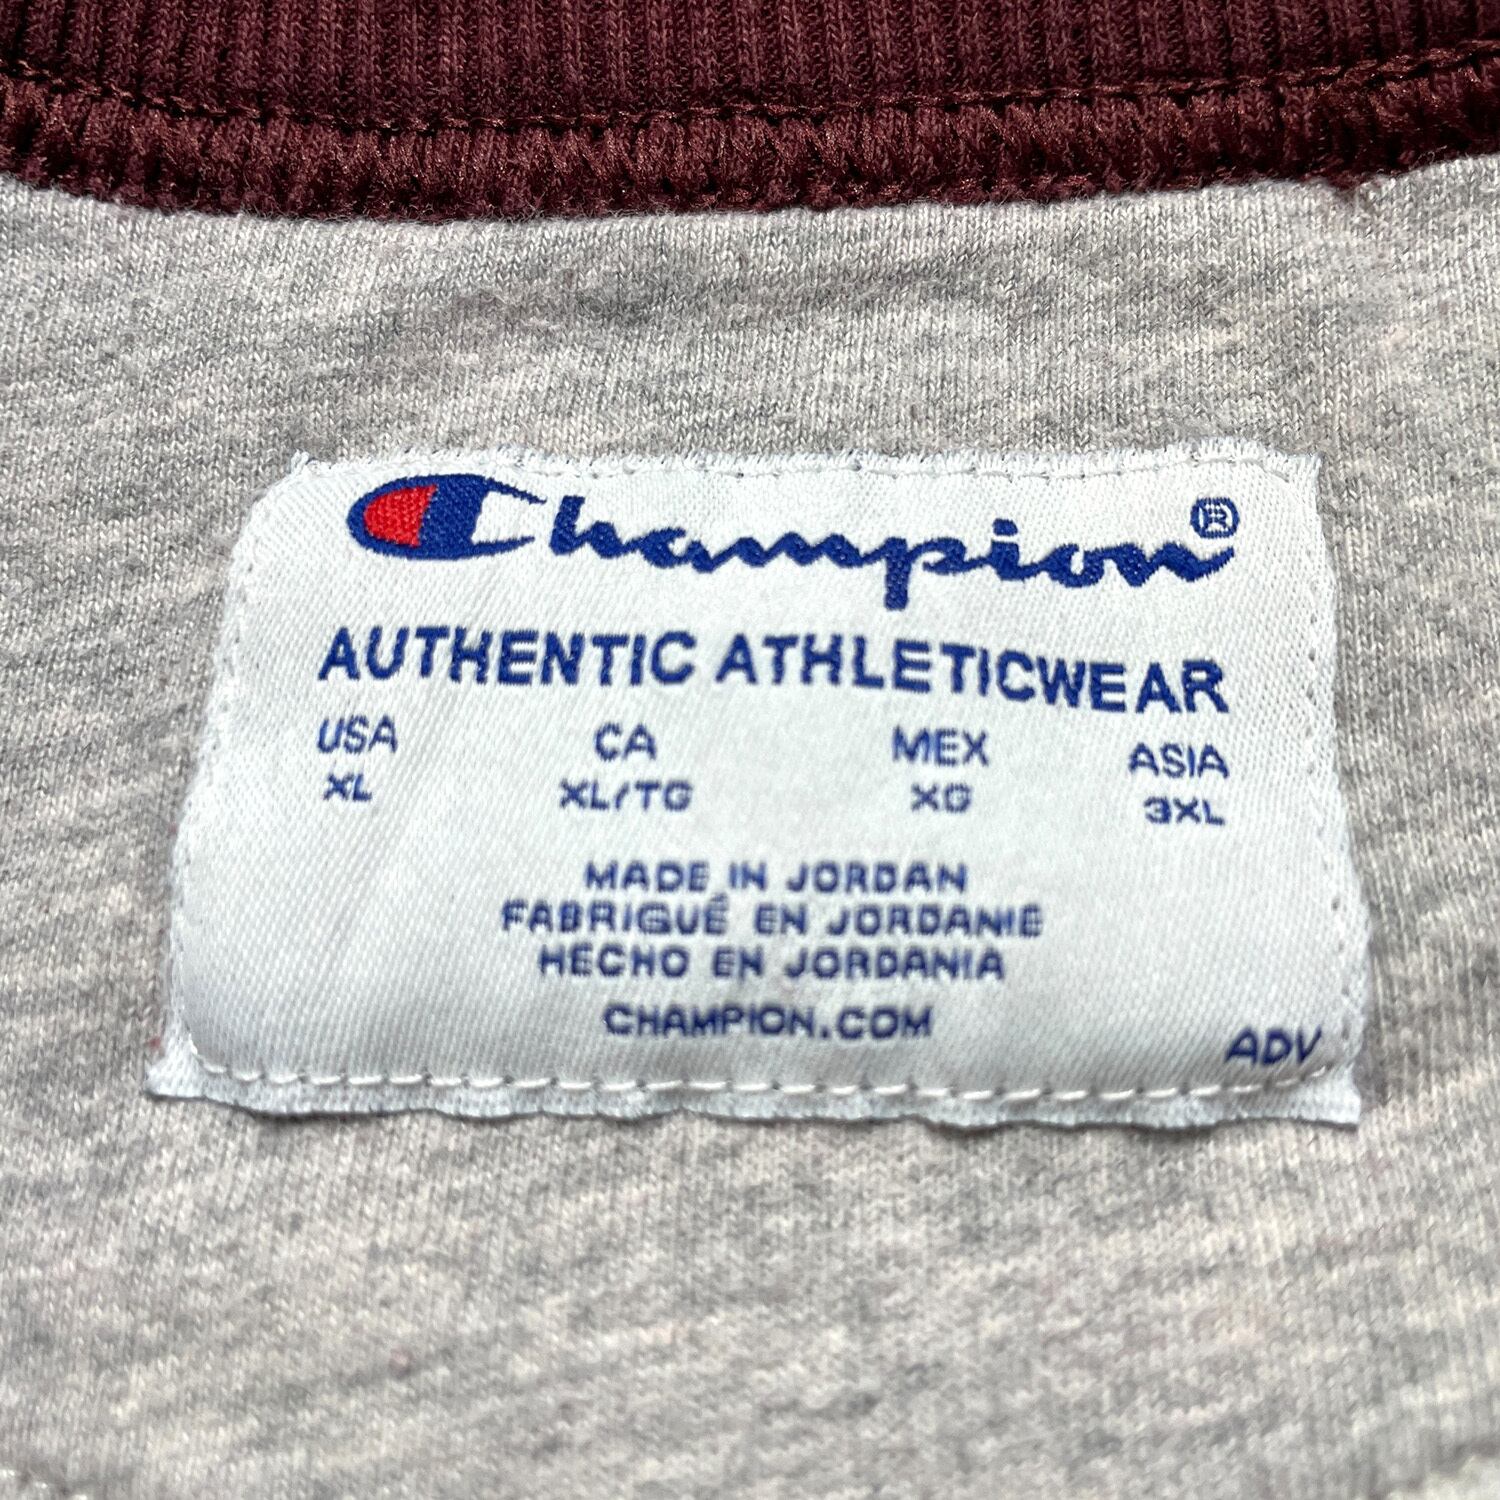 Champion®
AUTHENTIC ATHLETICWEAR
USA CA MEX ASIA
XL XL/TG XG 3XL
MADE IN JORDAN
FABRIQUÉ EN JORDANIE
HECHO EN JORDANIA
CHAMPION.COM
ADV